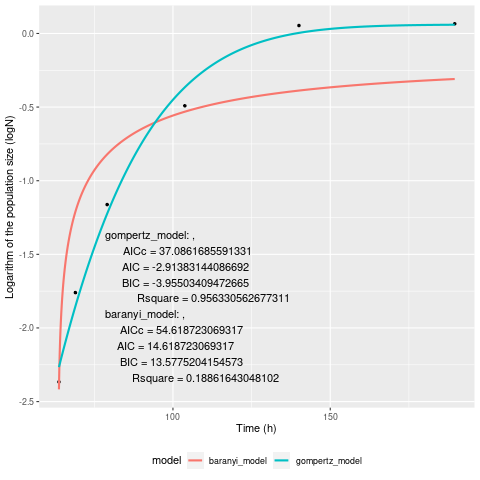 Logarithm of the population size (logN)
0.0
-0.5
-1.0
-1.5
-2.0
-2.5
gompertz_model: ,
AICc = 37.0861685591331
AIC = -2.91383144086692
BIC = -3.95503409472665
Rsquare = 0.956330562677311
baranyi_model: ,
AICc = 54.618723069317
AIC = 14.618723069317
BIC = 13.5775204154573
Rsquare = 0.18861643048102
100
150
Time (h)
model
baranyi_model
gompertz_model